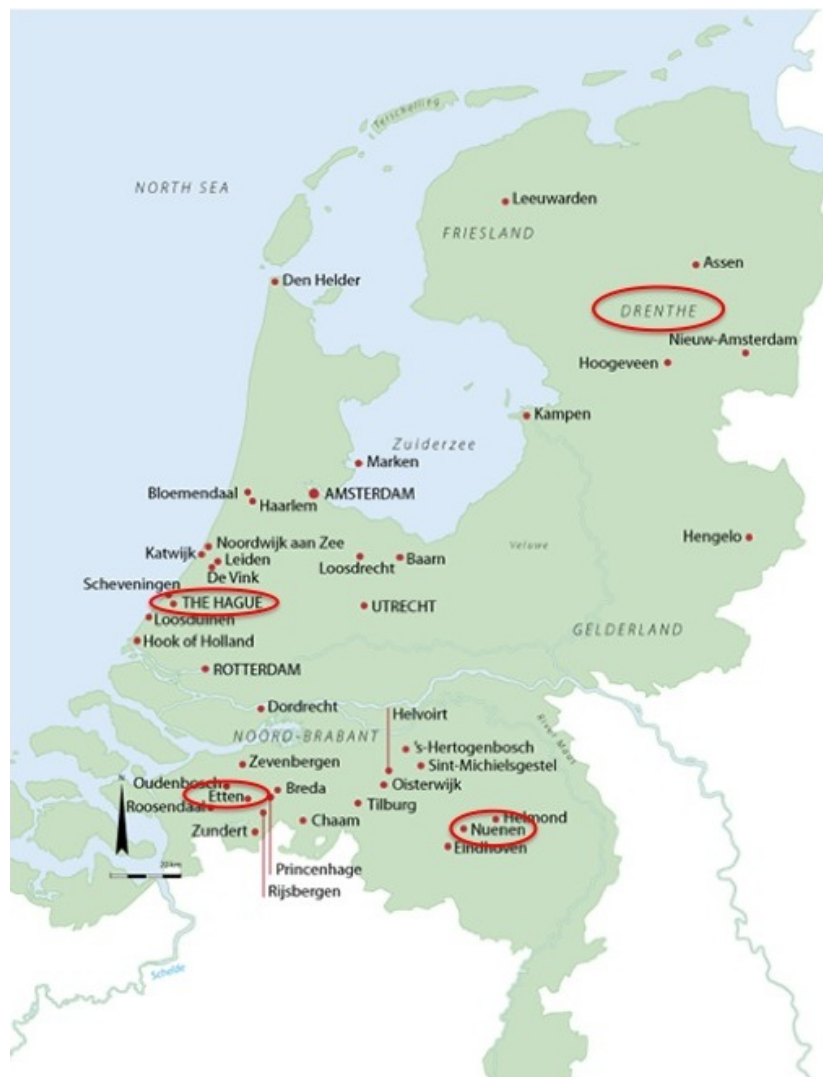 Terschelling
NORTH SEA
Leeuwarden
FRIESLAND
Assen
Den Helder
DRENTHE
Nieuw-Amsterdam
Hoogeveen
Kampen
Zuiderzee
Marken
Bloemendaal
AMSTERDAM
Haarlem
Hengelo
Noordwijk aan Zee
Veluwe
Katwijk
Leiden
Baarn
Loosdrecht
De Vink
Scheveningen
THE HAGUE
UTRECHT
Loosduinen
GELDERLAND
Hook of Holland
ROTTERDAM
Dordrecht
Helvoirt
River Maas
NOORD-BRABANT
's-Hertogenbosch
Zevenbergen
Sint-Michielsgestel
Oudenbosch
Oisterwijk
Breda
Etten
Roosendaal
Tilburg
Chaam
Helmond
Zundert
Nuenen
Eindhoven
N
20 km
Princenhage
Rijsbergen
Schelde